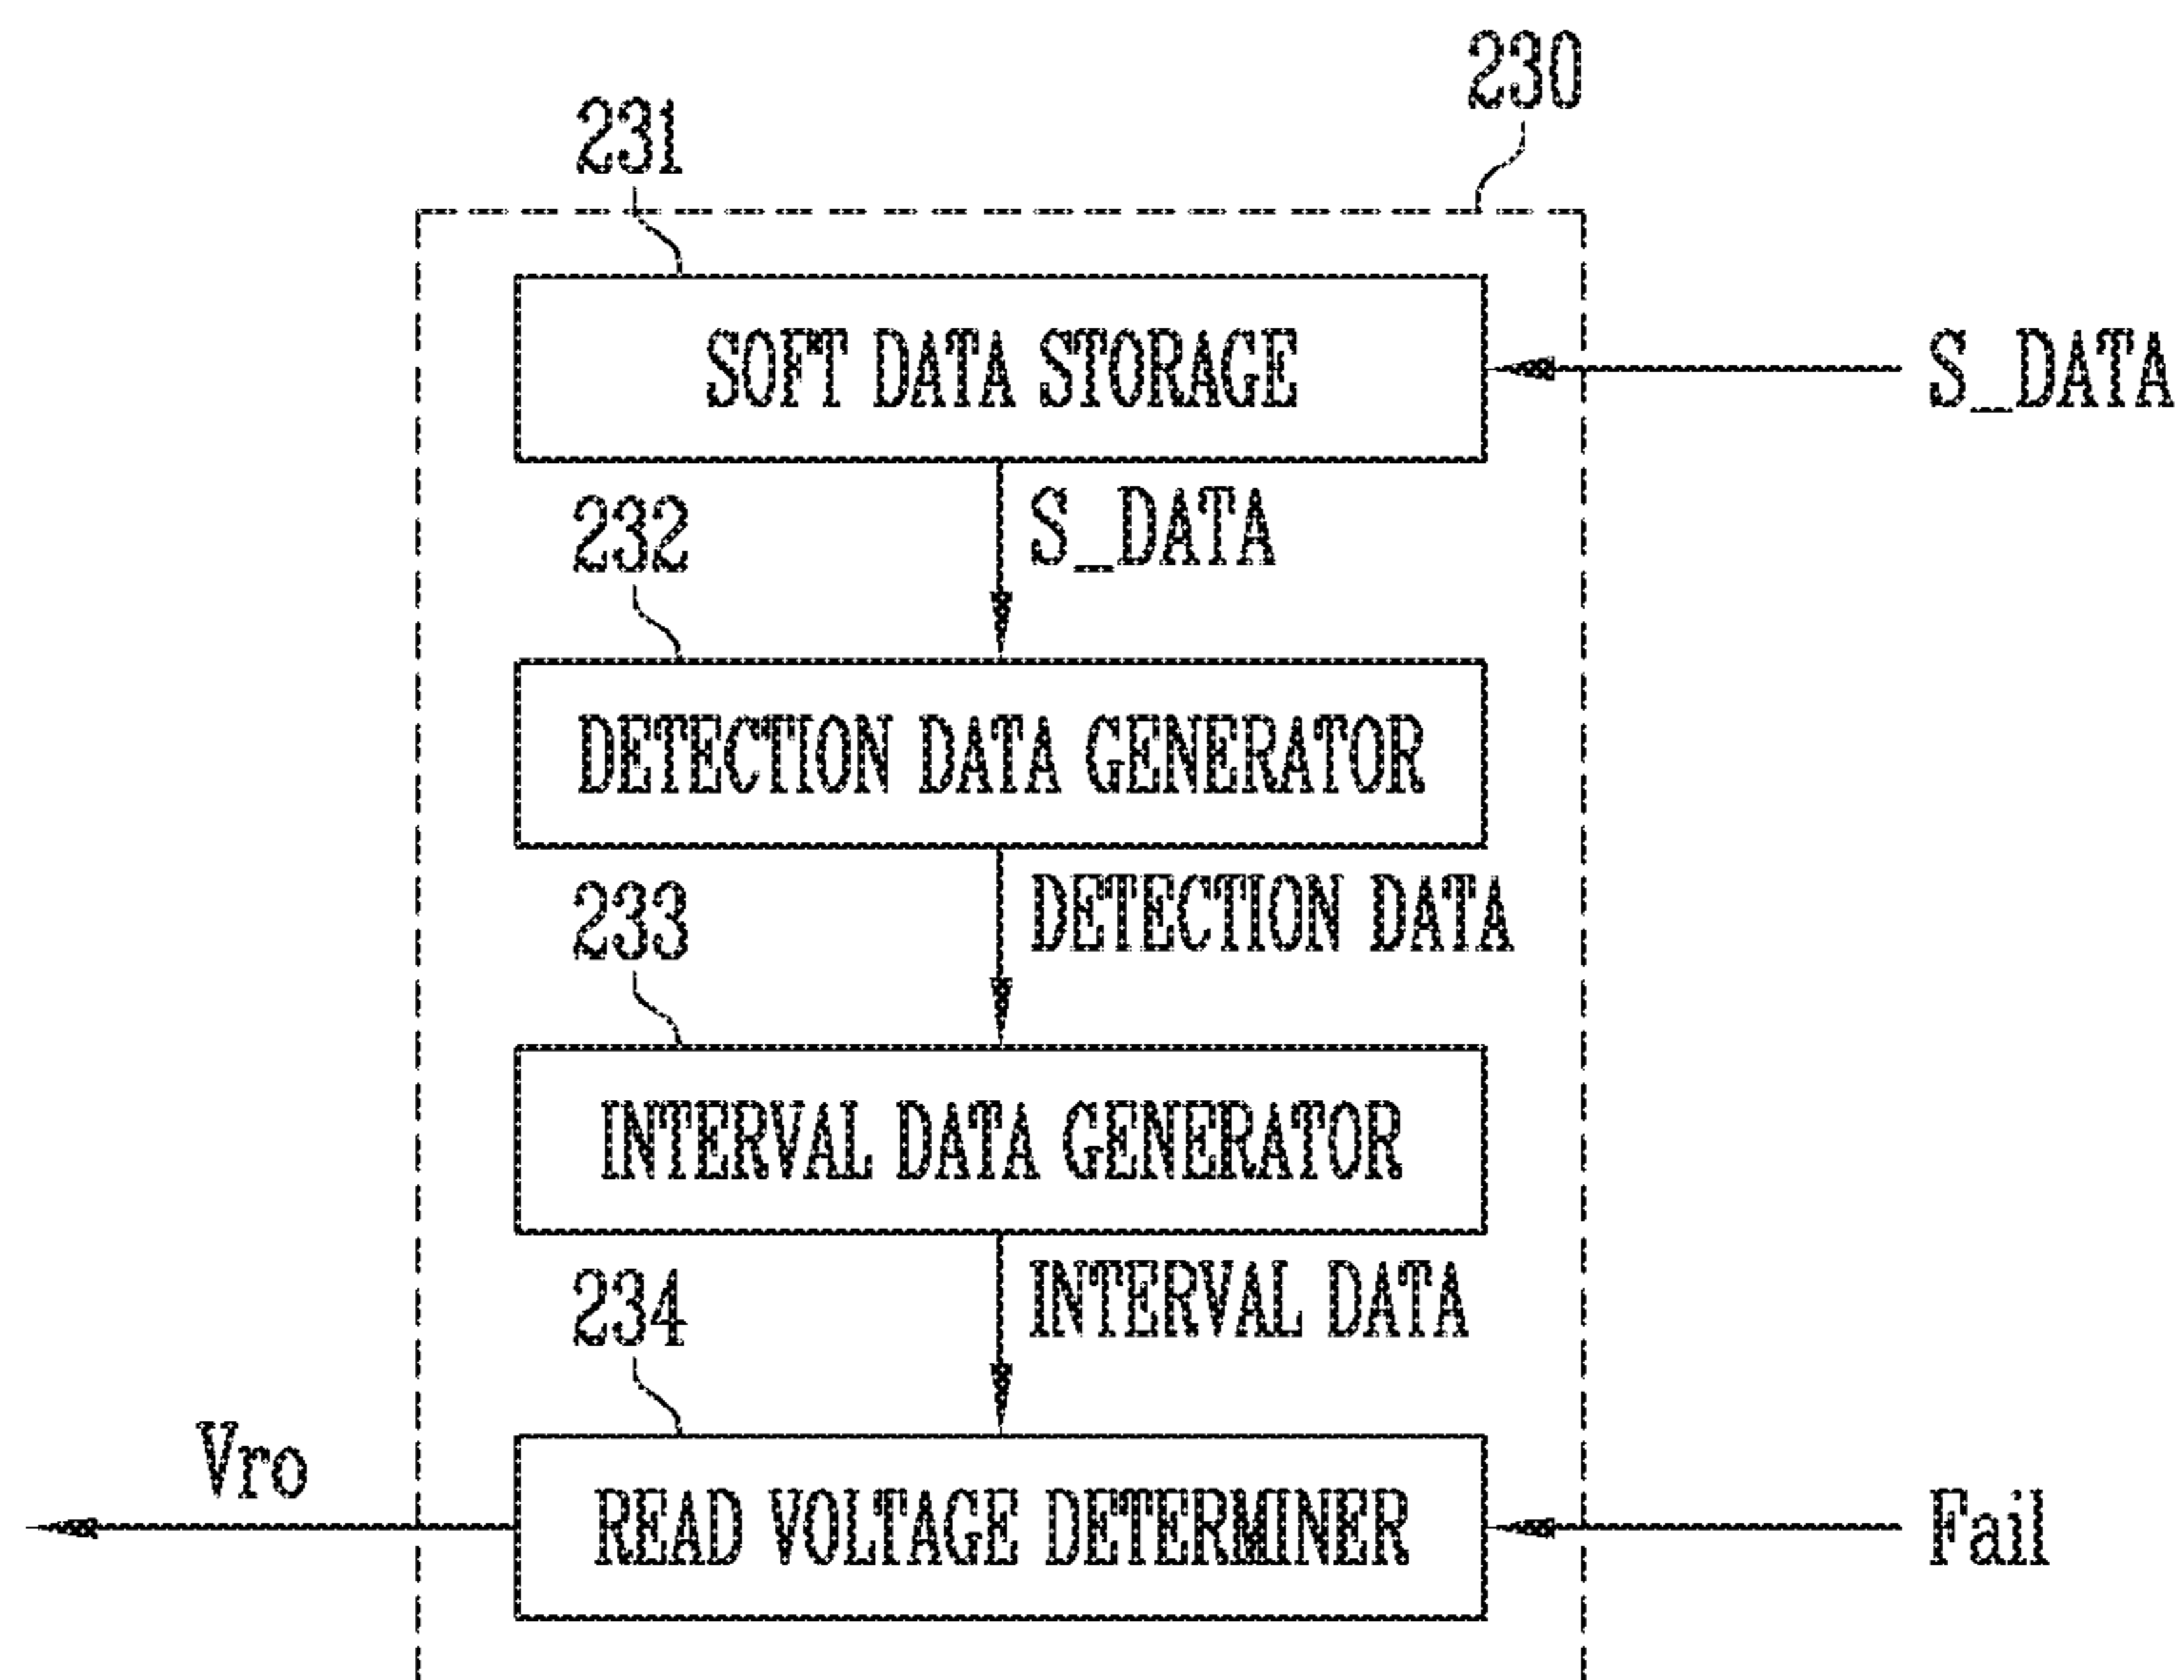 230
231
SOFT DATA STORAGE
S_DATA
S_DATA
232
DETECTION DATA GENERATOR
DETECTION DATA
233
INTERVAL DATA GENERATOR
INTERVAL DATA
234
Vro
READ VOLTAGE DETERMINER
Fail